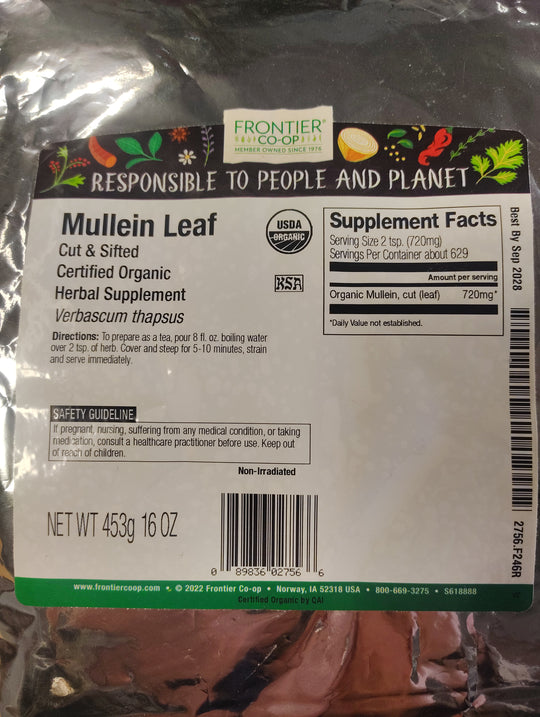 FRONTIER®
CO-OP
MEMBER OWNED SINCE 1976
RESPONSIBLE TO PEOPLE AND PLANET
Mullein Leaf
Cut & Sifted
Certified Organic
Herbal Supplement
Verbascum thapsus
Directions: To prepare as a tea, pour 8 fl. oz. boiling water
over 2 tsp. of herb. Cover and steep for 5-10 minutes, strain
and serve immediately.
USDA
ORGANIC
KSA
Supplement Facts
Serving Size 2 tsp. (720mg)
Servings Per Container about 629
Amount per serving
Organic Mullein, cut (leaf) 720mg*
*Daily Value not established.
Best By Sep 2028
2756.F246R
SAFETY GUIDELINE
If pregnant, nursing, suffering from any medical condition, or taking
medication, consult a healthcare practitioner before use. Keep out
of reach of children.
Non-Irradiated
NET WT 453g 16 OZ
0 89836 02756 6
www.frontiercoop.com • © 2022 Frontier Co-op • Norway, IA 52318 USA • 800-669-3275 • S618888
Certified Organic by QAI